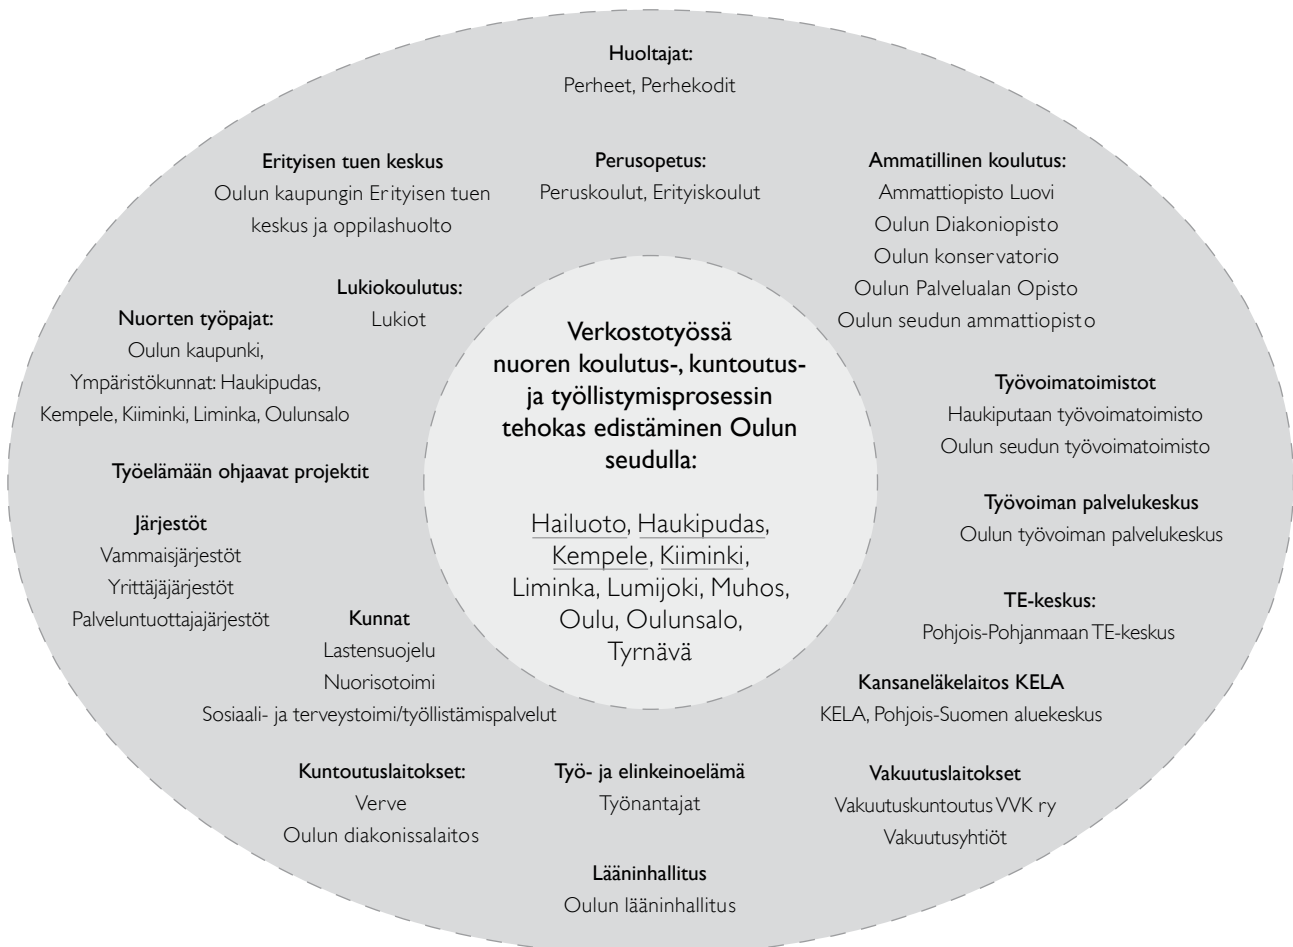 Huoltajat:
Perheet, Perhekodit
Erityisen tuen keskus
Oulun kaupungin Erityisen tuen
keskus ja oppilashuolto
Perusopetus:
Peruskoulut, Erityiskoulut
Ammatillinen koulutus:
Ammattiopisto Luovi
Oulun Diakoniopisto
Oulun konservatorio
Oulun Palvelualan Opisto
Oulun seudun ammattiopisto
Lukiokoulutus:
Lukiot
Nuorten työpajat:
Oulun kaupunki,
Ympäristökunnat: Haukipudas,
Kempele, Kiiminki, Liminka, Oulunsalo
Verkostotyössä
nuoren koulutus-, kuntoutus-
ja työllistymisprosessin
tehokas edistäminen Oulun
seudulla:
Hailuoto, Haukipudas,
Kempele, Kiiminki,
Liminka, Lumijoki, Muhos,
Oulu, Oulunsalo,
Tyrnävä
Työvoimatoimistot
Haukiputaan työvoimatoimisto
Oulun seudun työvoimatoimisto
Työelämään ohjaavat projektit
Työvoiman palvelukeskus
Oulun työvoiman palvelukeskus
Järjestöt
Vammaisjärjestöt
Yrittäjäjärjestöt
Palveluntuottajajärjestöt
TE-keskus:
Pohjois-Pohjanmaan TE-keskus
Kunnat
Lastensuojelu
Nuorisotoimi
Sosiaali- ja terveystoimi/työllistämispalvelut
Kansaneläkelaitos KELA
KELA, Pohjois-Suomen aluekeskus
Kuntoutuslaitokset:
Verve
Oulun diakonissalaitos
Työ- ja elinkeinoelämä
Työnantajat
Vakuutuslaitokset
Vakuutuskuntoutus VVK ry
Vakuutusyhtiöt
Lääninhallitus
Oulun lääninhallitus